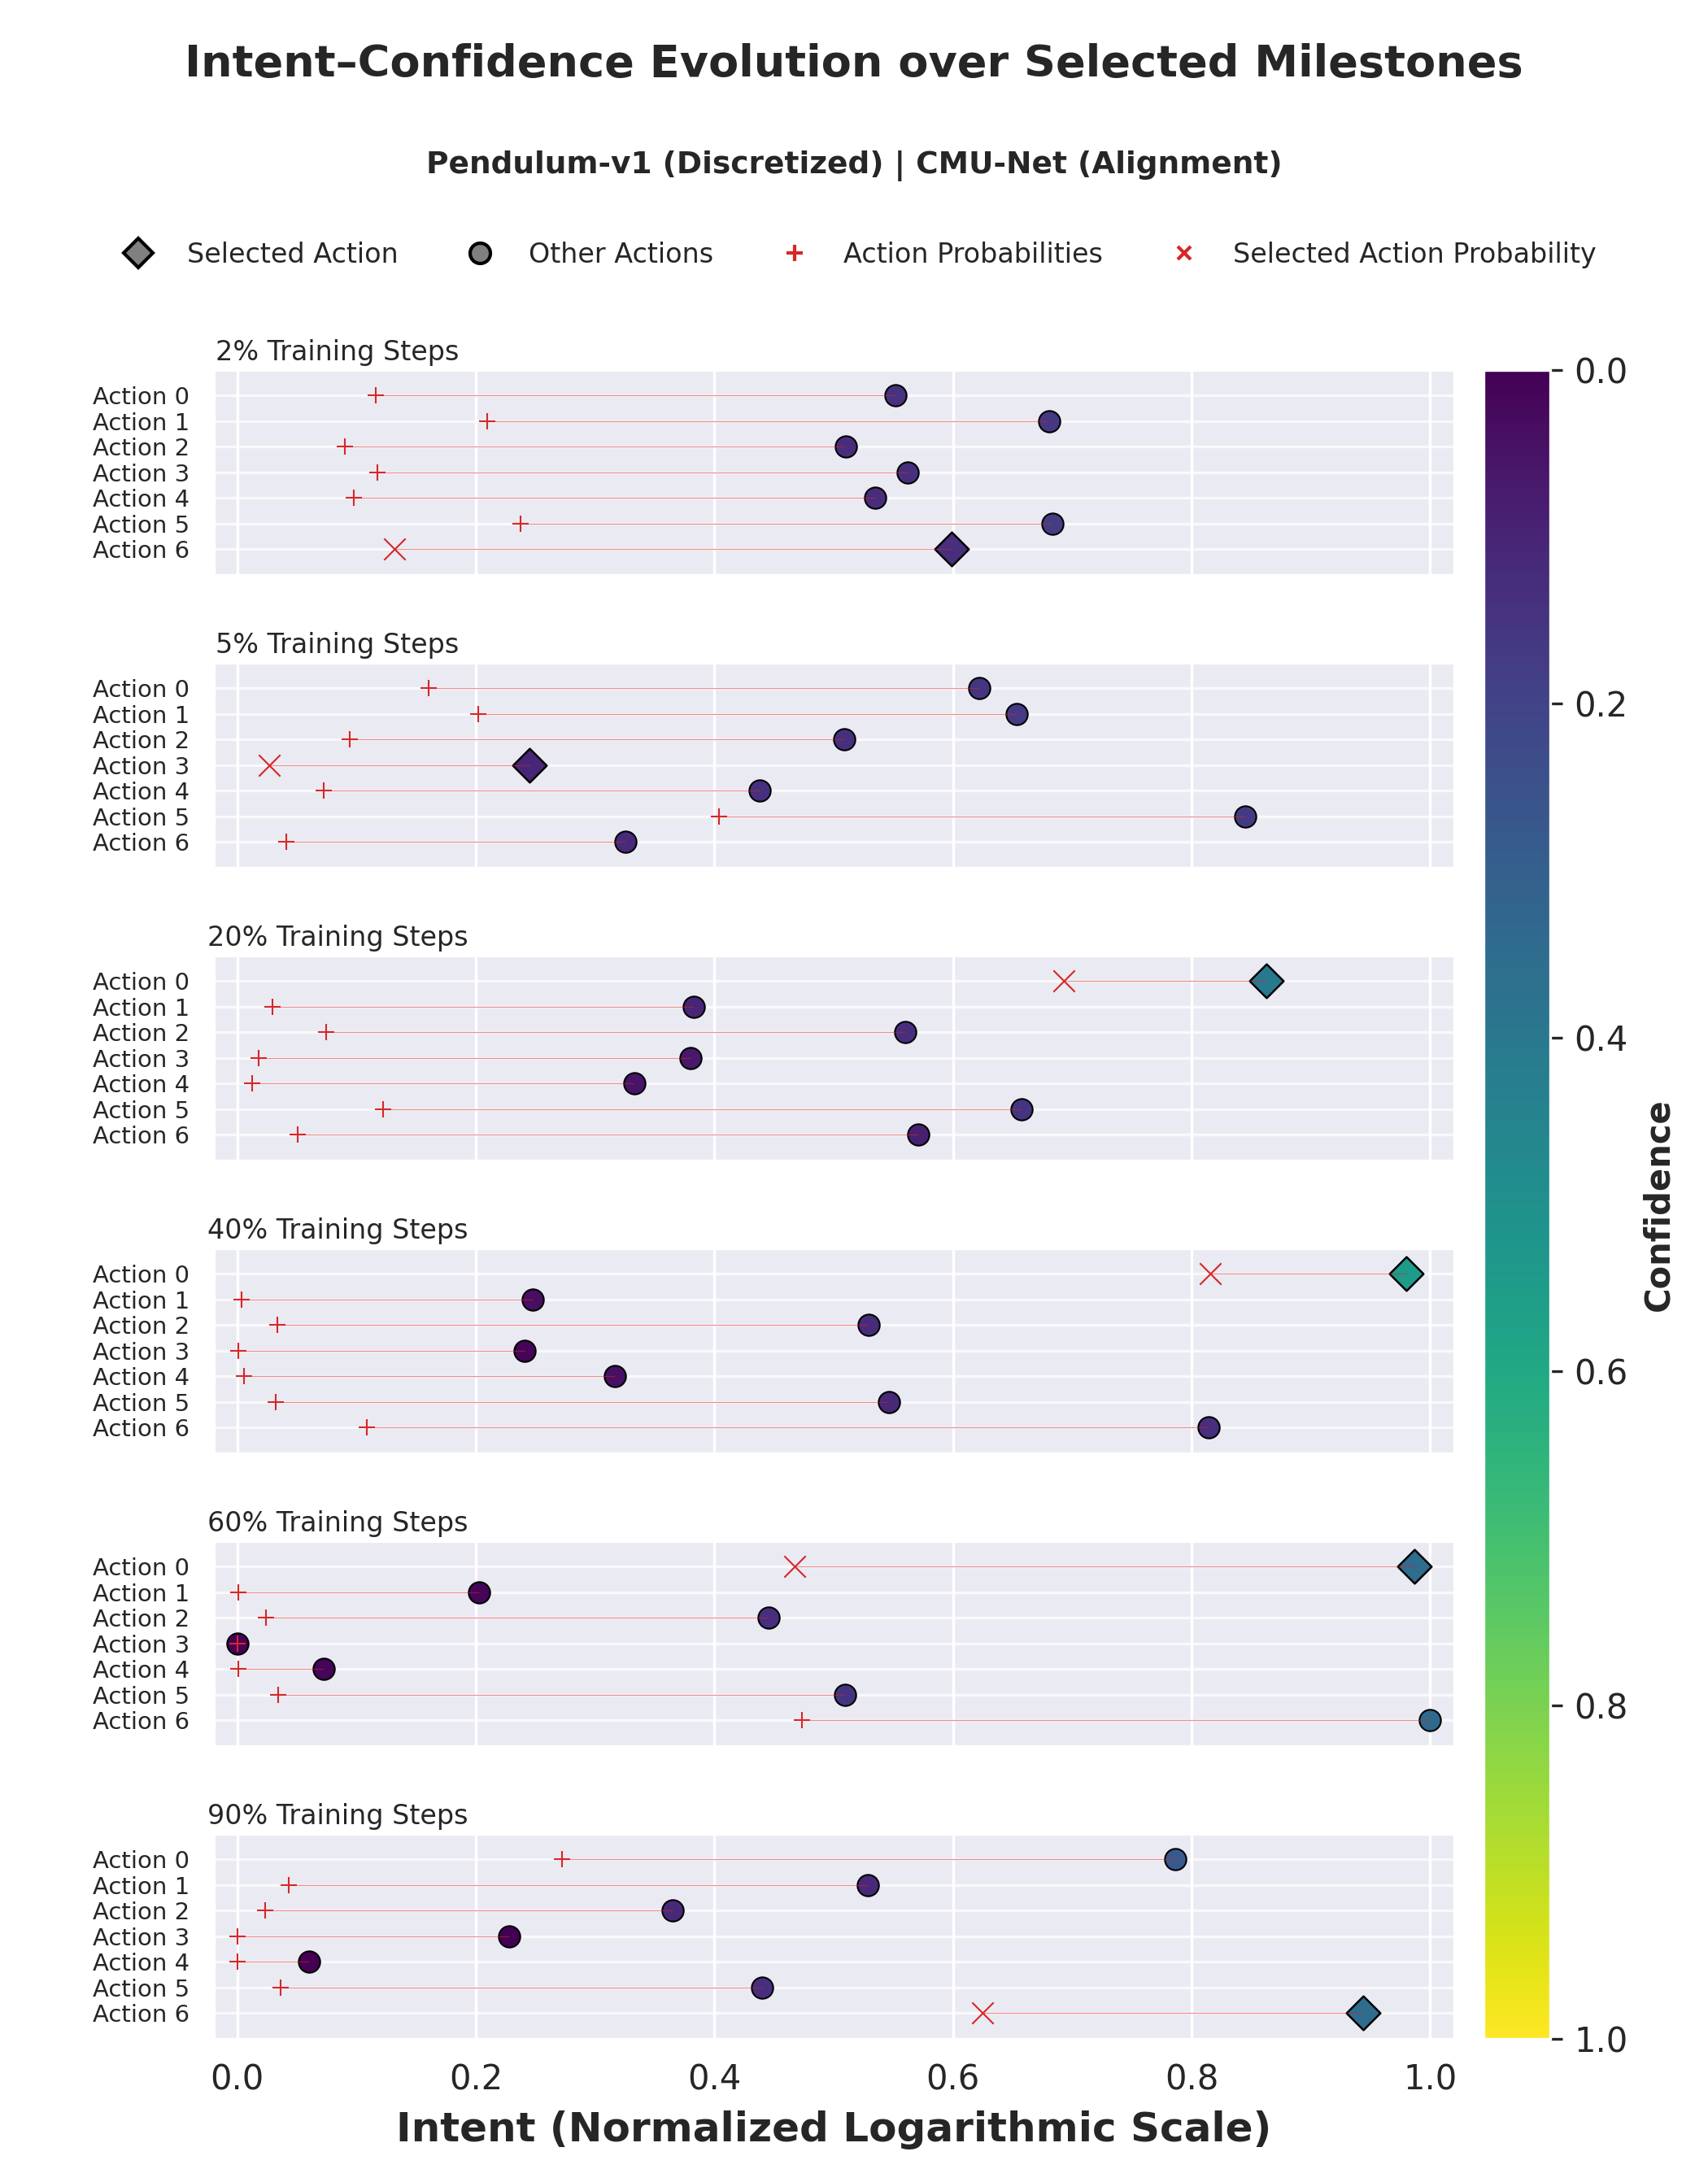 Intent–Confidence Evolution over Selected Milestones
Pendulum-v1 (Discretized) | CMU-Net (Alignment)
Selected Action
Other Actions
Action Probabilities
Selected Action Probability
2% Training Steps
Action 0
Action 1
Action 2
Action 3
Action 4
Action 5
Action 6
5% Training Steps
Action 0
Action 1
Action 2
Action 3
Action 4
Action 5
Action 6
20% Training Steps
Action 0
Action 1
Action 2
Action 3
Action 4
Action 5
Action 6
40% Training Steps
Action 0
Action 1
Action 2
Action 3
Action 4
Action 5
Action 6
60% Training Steps
Action 0
Action 1
Action 2
Action 3
Action 4
Action 5
Action 6
90% Training Steps
Action 0
Action 1
Action 2
Action 3
Action 4
Action 5
Action 6
0.0 0.2 0.4 0.6 0.8 1.0
Intent (Normalized Logarithmic Scale)
0.0
0.2
0.4
0.6
0.8
1.0
Confidence